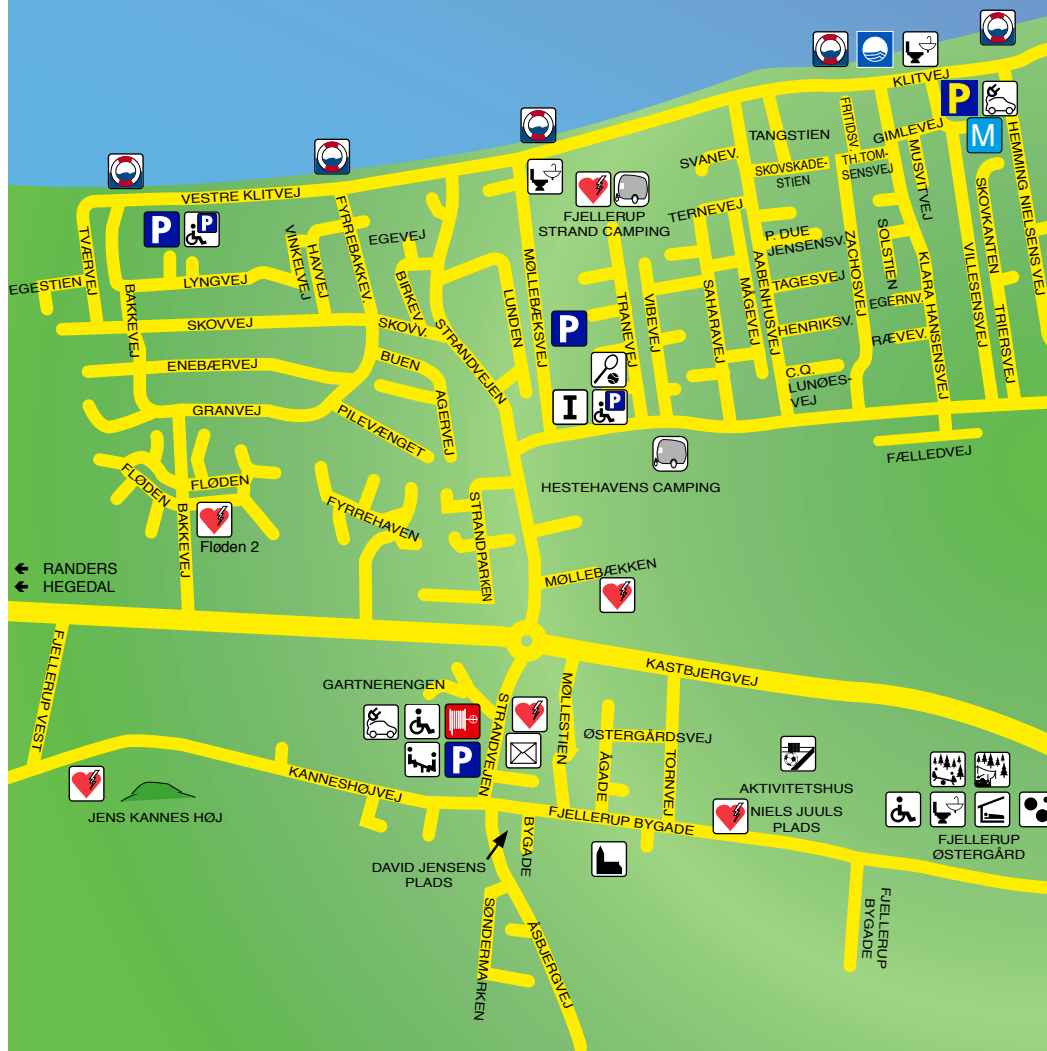 KLITVEJ
P
M
HEMMING NIELSENS VEJ
TANGSTIEN
FRITIDSV.
GIMLEVEJ
MUSVITVEJ
SVANEV.
SKOVSKADE-
STIEN
TH.TOM-
SENSVEJ
SKOVKANTEN
VESTRE KLITVEJ
FYRREBAKKEV.
FJELLERUP
STRAND CAMPING
TERNEVEJ
P. DUE
JENSENSV.
SOLSTIEN
P
P
TVÆRVEJ
VINKELVEJ
HAVVEJ
EGEVEJ
MØLLEBÆKSVEJ
AABENHUSVEJ
ZACHOSVEJ
KLARA HANSENSVEJ
VILLESENSVEJ
EGESTIEN
BAKKEVEJ
LYNGVEJ
BIRKEV.
LUNDEN
TRANEVEJ
VIBEVEJ
SAHARAVEJ
MÅGEVEJ
TAGESVEJ
EGERNV.
TRIERSVEJ
SKOVVEJ
SKOVV.
STRANDVEJEN
P
HENRIKSV.
RÆVEV.
ENEBÆRVEJ
BUEN
C.Q.
LUNØES-
VEJ
GRANVEJ
PILEVÆNGET
AGERVEJ
I
P
FÆLLEDVEJ
FLØDEN
FLØDEN
HESTEHAVENS CAMPING
BAKKEVEJ
FYRREHAVEN
STRANDPARKEN
Fløden 2
RANDERS
HEGEDAL
MØLLEBÆKKEN
FJELLERUP VEST
KASTBJERGVEJ
GARTNERENGEN
STRANDVEJEN
MØLLESTIEN
ØSTERGÅRDSVEJ
P
ÅGADE
TORNVEJ
KANNESHØJVEJ
AKTIVITETSHUS
JENS KANNES HØJ
BYGADE
FJELLERUP BYGADE
NIELS JUULS
PLADS
FJELLERUP
ØSTERGÅRD
DAVID JENSENS
PLADS
SØNDERMARKEN
ÅSBJERGVEJ
FJELLERUP
BYGADE